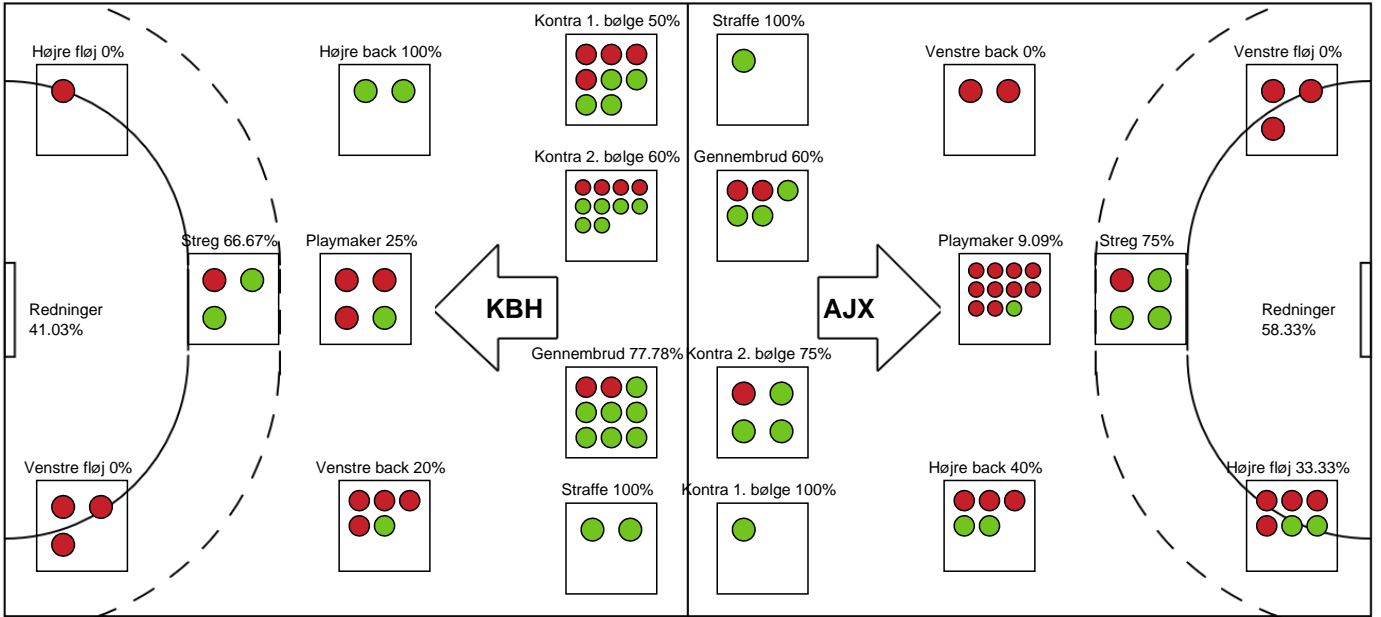 Kontra 1. bølge 50%
Straffe 100%
Højre fløj 0%
Højre back 100%
Venstre back 0%
Venstre fløj 0%
Kontra 2. bølge 60%
Gennembrud 60%
Streg 66.67%
Playmaker 25%
Playmaker 9.09%
Streg 75%
Redninger
41.03%
KBH
AJX
Redninger
58.33%
Gennembrud 77.78%
Kontra 2. bølge 75%
Venstre fløj 0%
Venstre back 20%
Højre back 40%
Højre fløj 33.33%
Straffe 100%
Kontra 1. bølge 100%